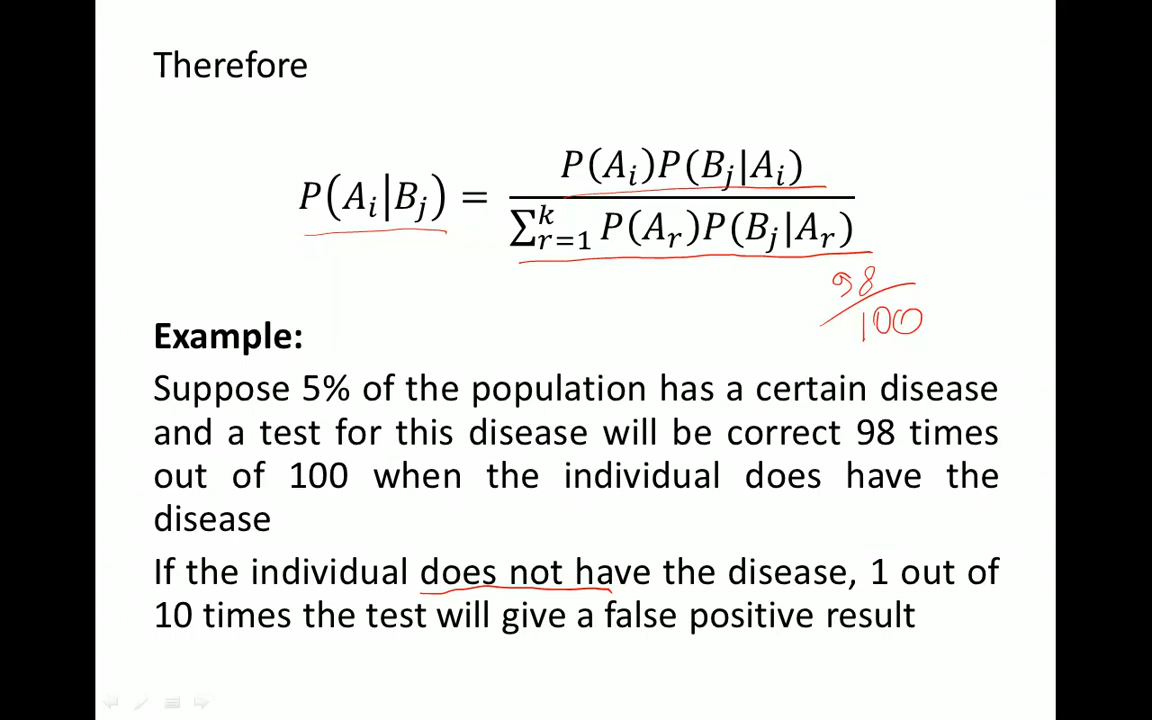 Therefore
P(A_i|B_j) = \frac{P(A_i)P(B_j|A_i)}{\sum_{r=1}^{k} P(A_r)P(B_j|A_r)}
98/100
Example:
Suppose 5% of the population has a certain disease
and a test for this disease will be correct 98 times
out of 100 when the individual does have the
disease
If the individual does not have the disease, 1 out of
10 times the test will give a false positive result